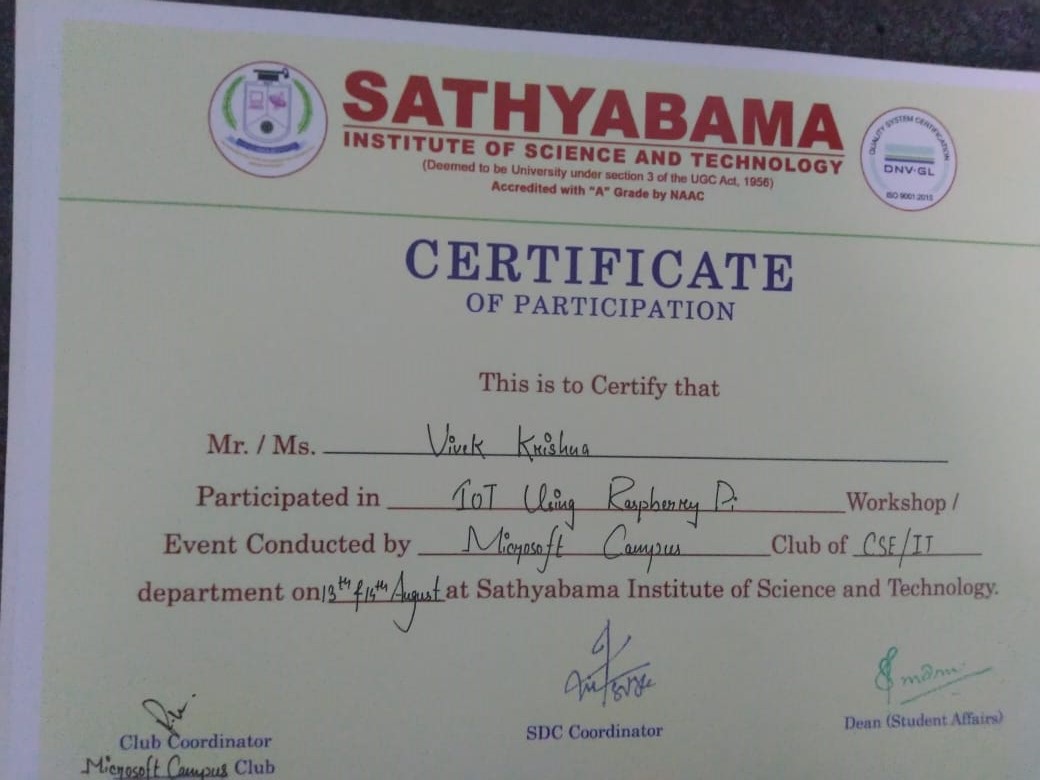 SATHYABAMA
INSTITUTE OF SCIENCE AND TECHNOLOGY
(Deemed to be University under section 3 of the UGC Act, 1956)
Accredited with "A" Grade by NAAC
QUALITY SYSTEM CERTIFICATION
DNV·GL
ISO 9001:2015
CERTIFICATE
OF PARTICIPATION
This is to Certify that
Mr. / Ms. Vivek Krishna
Participated in IoT Using Raspberry Pi Workshop /
Event Conducted by Microsoft Campus Club of CSE/IT
department on 13th & 14th August at Sathyabama Institute of Science and Technology.
Club Coordinator
Microsoft Campus Club
SDC Coordinator
Dean (Student Affairs)